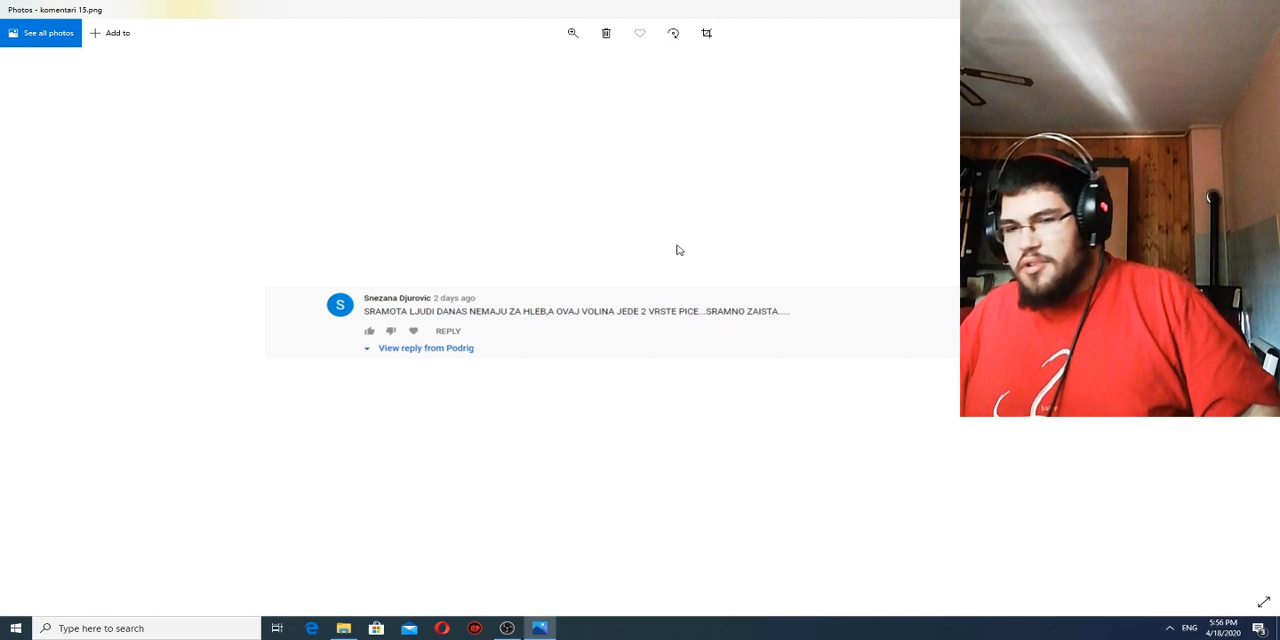 Photos - komentari 15.png
See all photos
Add to
Snezana Djurovic 2 days ago
SRAMOTA LJUDI DANAS NEMAJU ZA HLEB,A OVAJ VOLINA JEDE 2 VRSTE PICE...SRAMNO ZAISTA.....
REPLY
View reply from Podrig
S
Type here to search
ENG
5:56 PM
4/18/2020